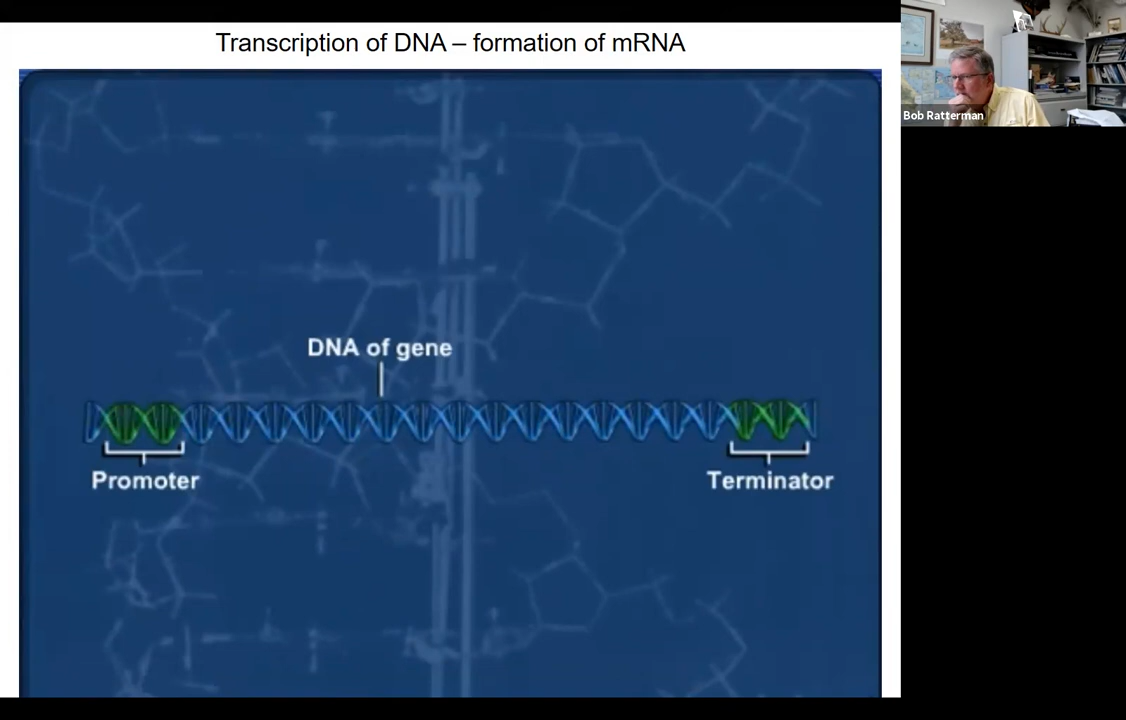 Transcription of DNA – formation of mRNA
Bob Ratterman
DNA of gene
Promoter
Terminator